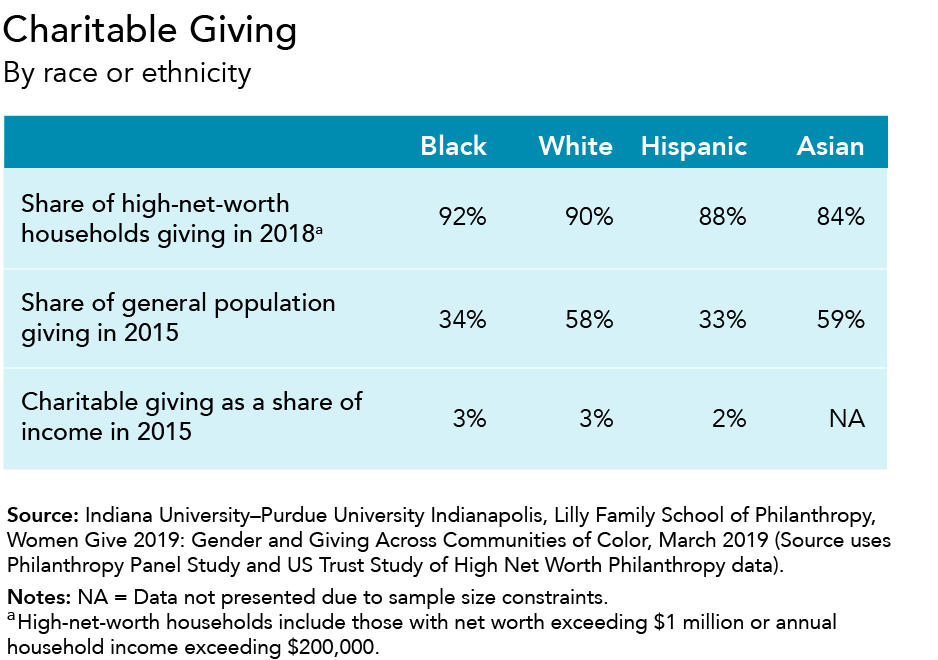 Charitable Giving
By race or ethnicity
Black White Hispanic Asian
Share of high-net-worth
households giving in 2018ª 92% 90% 88% 84%
Share of general population
giving in 2015 34% 58% 33% 59%
Charitable giving as a share of
income in 2015 3% 3% 2% NA
Source: Indiana University–Purdue University Indianapolis, Lilly Family School of Philanthropy,
Women Give 2019: Gender and Giving Across Communities of Color, March 2019 (Source uses
Philanthropy Panel Study and US Trust Study of High Net Worth Philanthropy data).
Notes: NA = Data not presented due to sample size constraints.
ªHigh-net-worth households include those with net worth exceeding $1 million or annual
household income exceeding $200,000.